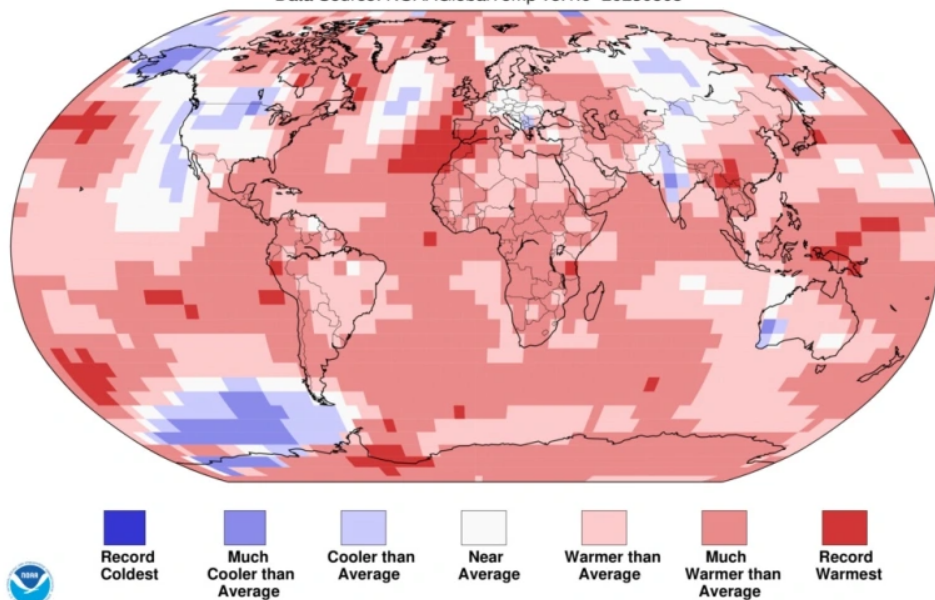 Record
Coldest
Much
Cooler than
Average
Cooler than
Average
Near
Average
Warmer than
Average
Much
Warmer than
Average
Record
Warmest
NOAA